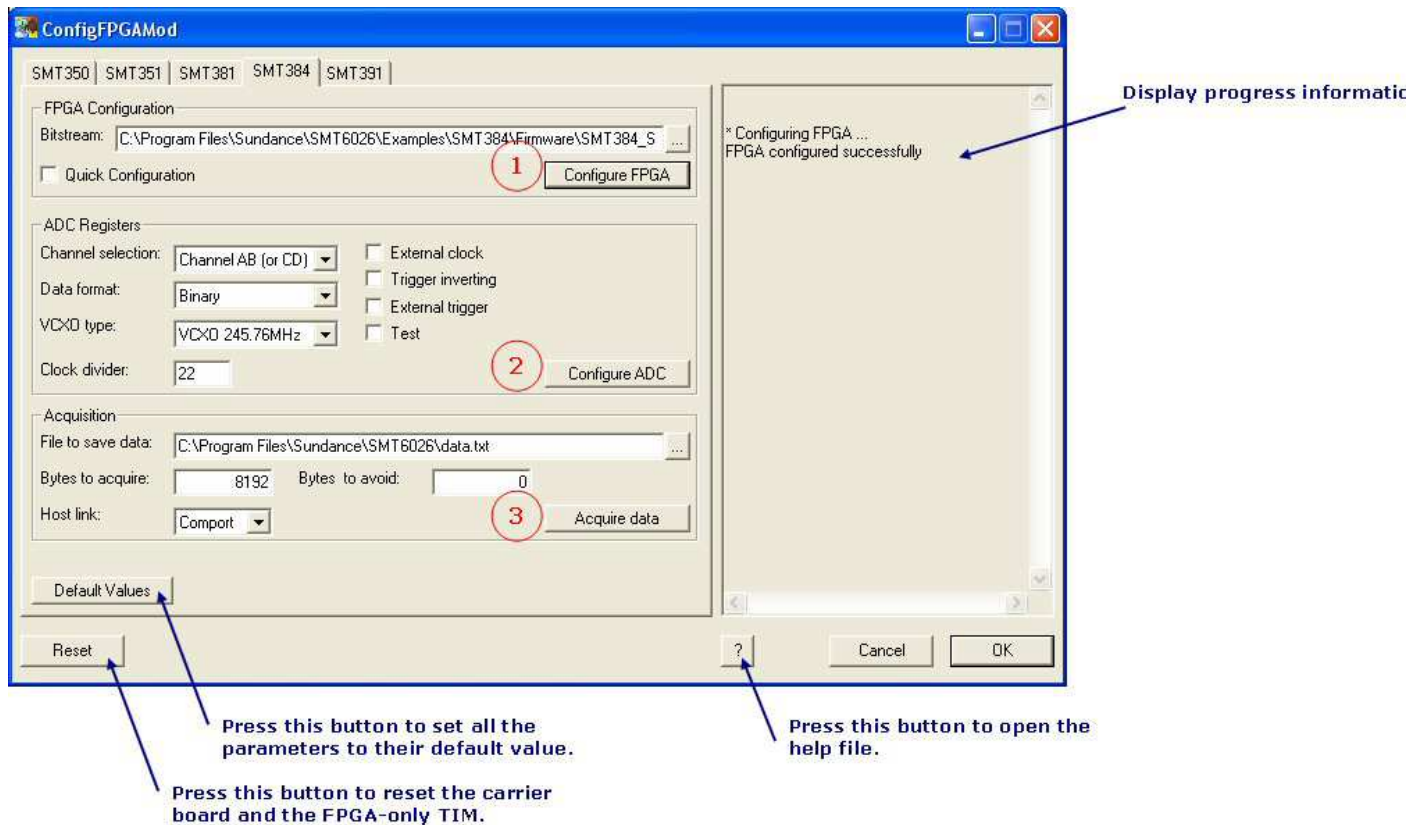 ConfigFPGAMod
SMT350 SMT351 SMT381 SMT384 SMT391
FPGA Configuration
Bitstream: C:\Program Files\Sundance\SMT6026\Examples\SMT384\Firmware\SMT384_S ...
Quick Configuration
1
Configure FPGA
ADC Registers
Channel selection: Channel AB (or CD)
External clock
Data format: Binary
Trigger inverting
External trigger
VCXO type: VCXO 245.76MHz
Test
Clock divider: 22
2
Configure ADC
Acquisition
File to save data: C:\Program Files\Sundance\SMT6026\data.txt ...
Bytes to acquire: 8192 Bytes to avoid: 0
Host link: Comport
3
Acquire data
Default Values
Reset
* Configuring FPGA ...
FPGA configured successfully
Display progress informatic
? Cancel OK
Press this button to set all the
parameters to their default value.
Press this button to open the
help file.
Press this button to reset the carrier
board and the FPGA-only TIM.